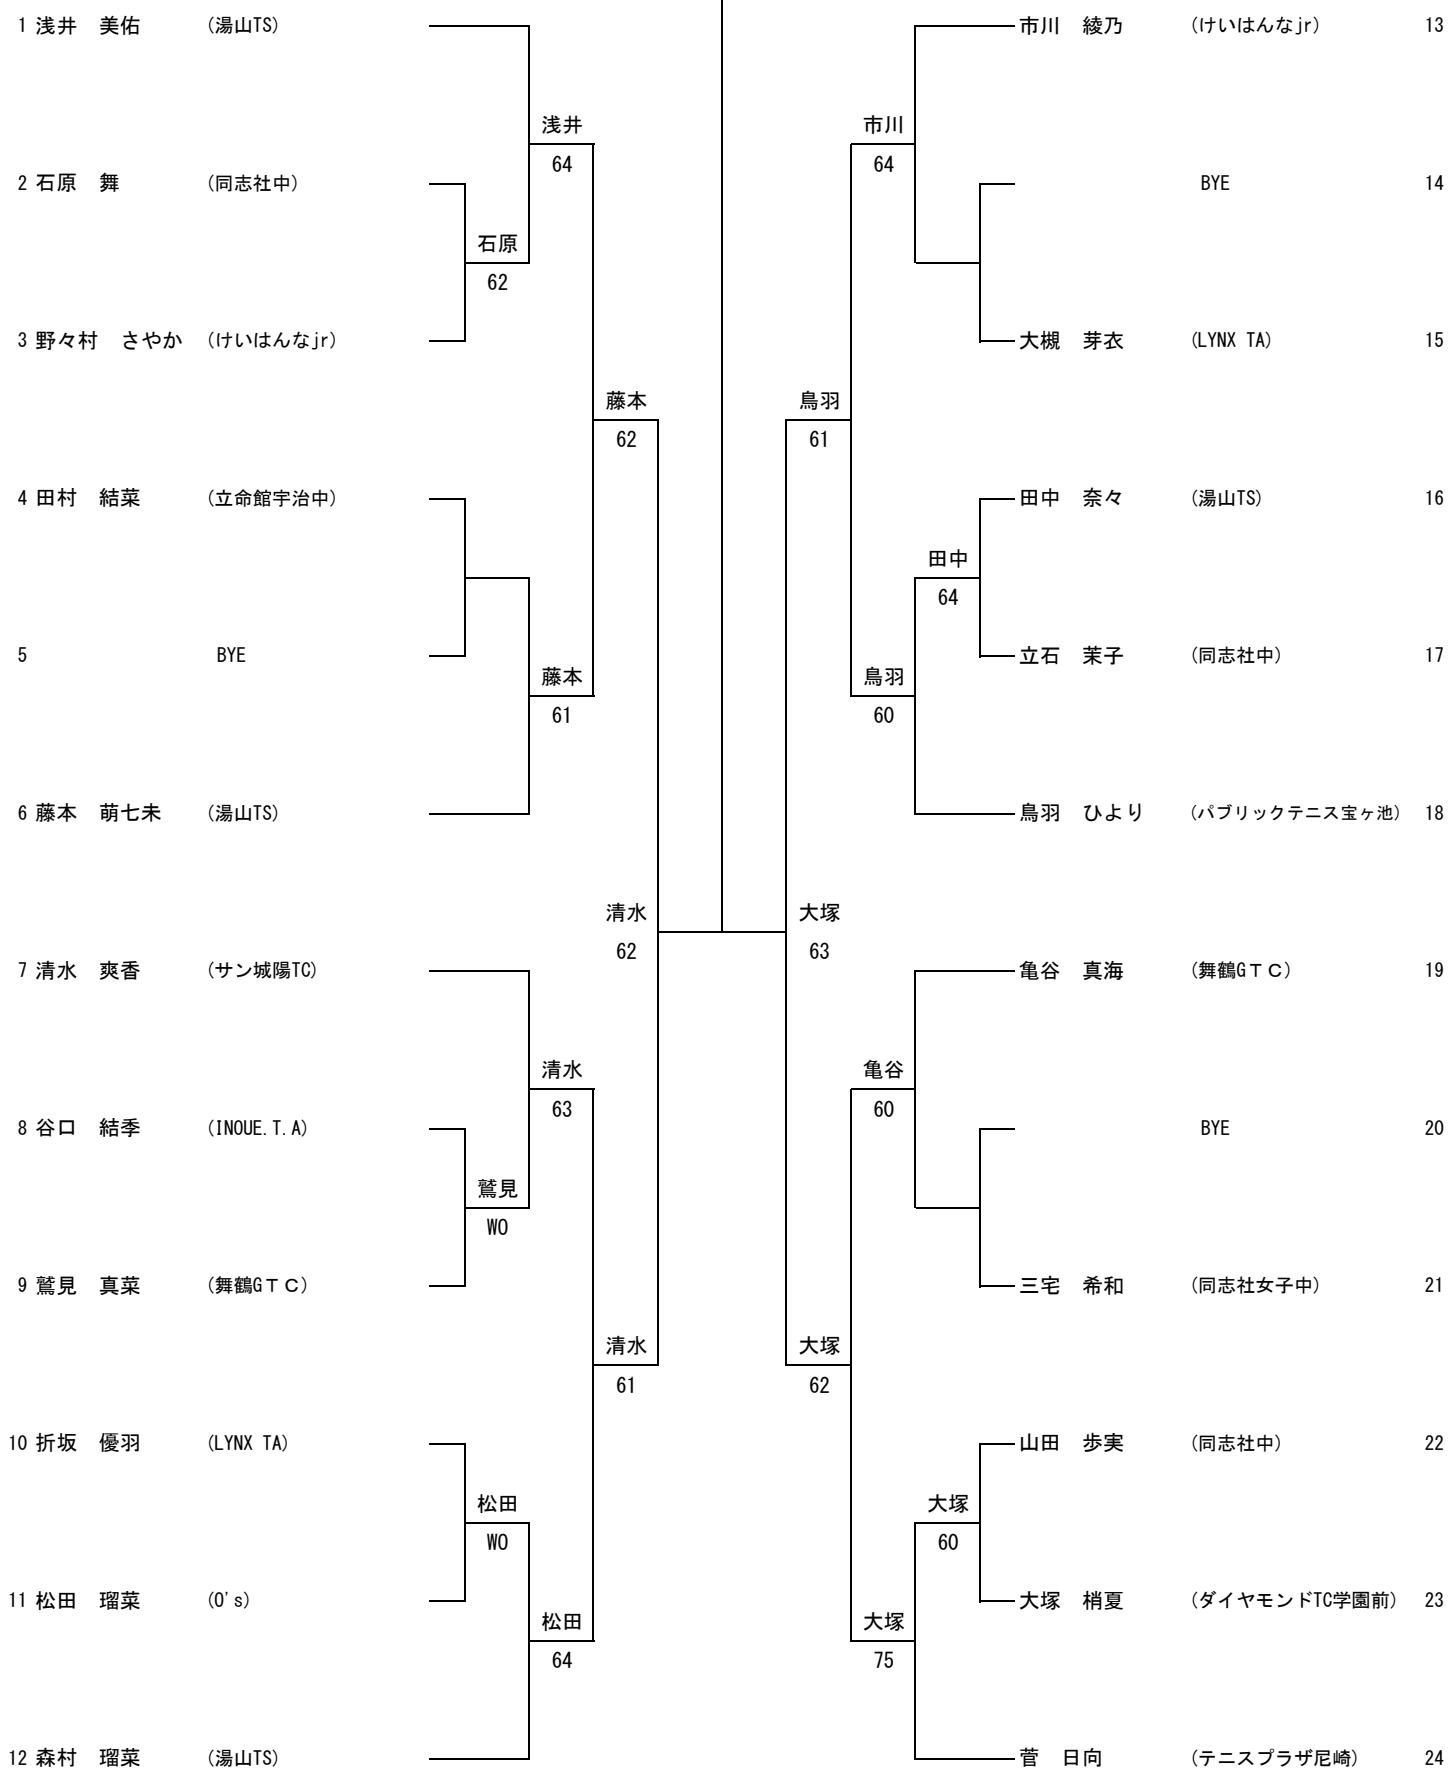 1 浅井　美佑　(湯山TS)
2 石原　舞　(同志社中)
3 野々村　さやか　(けいはんなjr)
4 田村　結菜　(立命館宇治中)
5 BYE
6 藤本　萌七未　(湯山TS)
7 清水　爽香　(サン城陽TC)
8 谷口　結季　(INOUE.T.A)
9 鷲見　真菜　(舞鶴GＴＣ)
10 折坂　優羽　(LYNX TA)
11 松田　瑠菜　(O's)
12 森村　瑠菜　(湯山TS)
石原
62
鷲見
WO
松田
WO
浅井
64
藤本
61
清水
63
松田
64
藤本
62
清水
61
清水
62
大塚
63
鳥羽
61
大塚
62
市川
64
鳥羽
60
亀谷
60
大塚
75
田中
64
大塚
60
市川　綾乃　(けいはんなjr)　13
BYE　14
大槻　芽衣　(LYNX TA)　15
田中　奈々　(湯山TS)　16
立石　茉子　(同志社中)　17
鳥羽　ひより　(パブリックテニス宝ヶ池)　18
亀谷　真海　(舞鶴GＴＣ)　19
BYE　20
三宅　希和　(同志社女子中)　21
山田　歩実　(同志社中)　22
大塚　梢夏　(ダイヤモンドTC学園前)　23
菅　日向　(テニスプラザ尼崎)　24